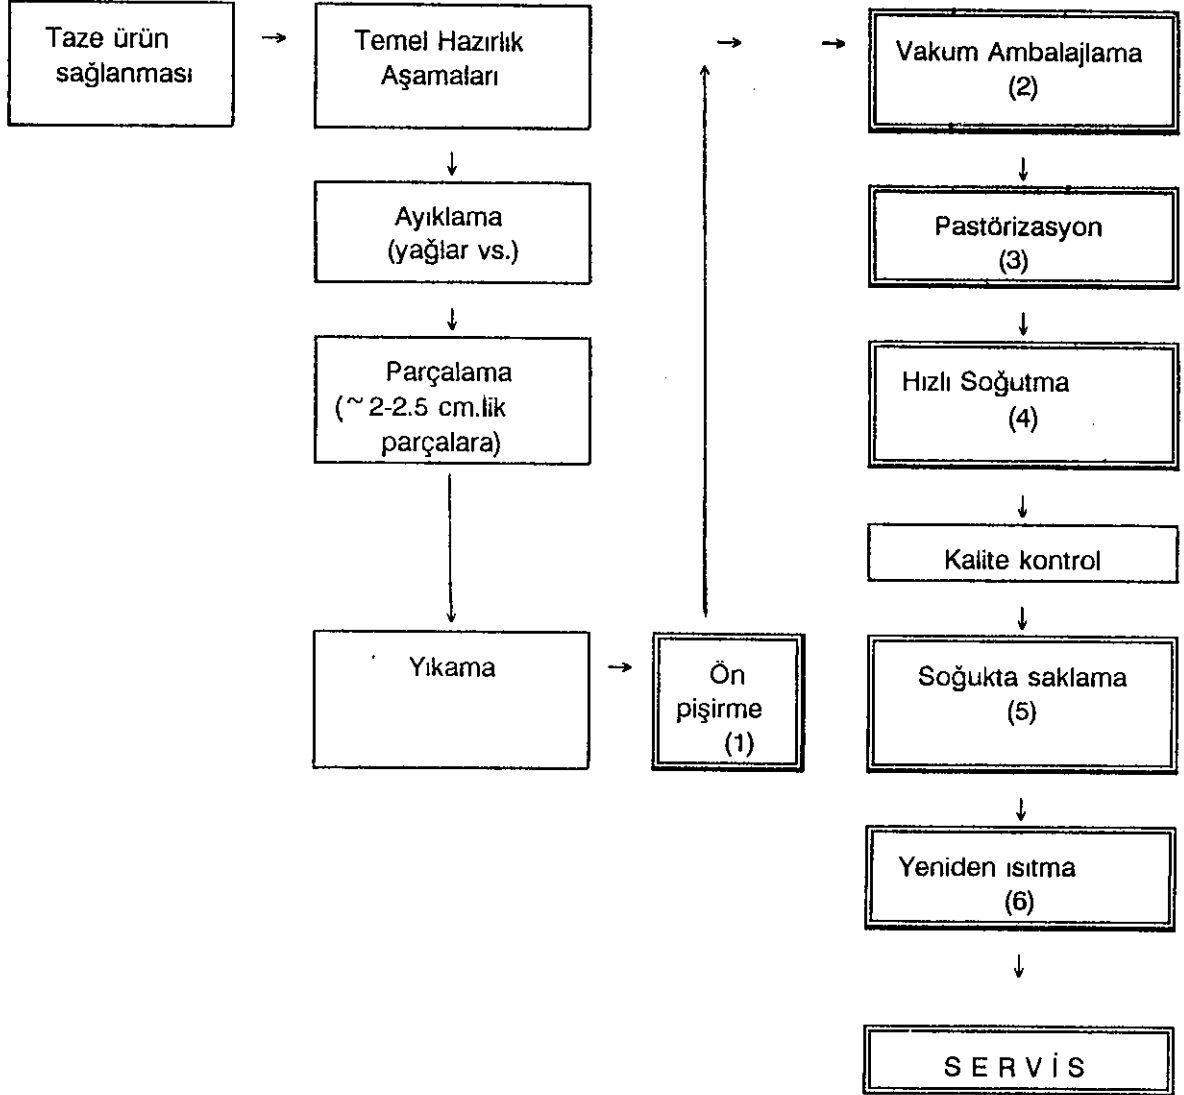 Taze ürün
sağlanması
Temel Hazırlık
Aşamaları
Ayıklama
(yağlar vs.)
Parçalama
(~2-2.5 cm.lik
parçalara)
Yıkama
Ön
pişirme
(1)
Vakum Ambalajlama
(2)
Pastörizasyon
(3)
Hızlı Soğutma
(4)
Kalite kontrol
Soğukta saklama
(5)
Yeniden ısıtma
(6)
SERVİS